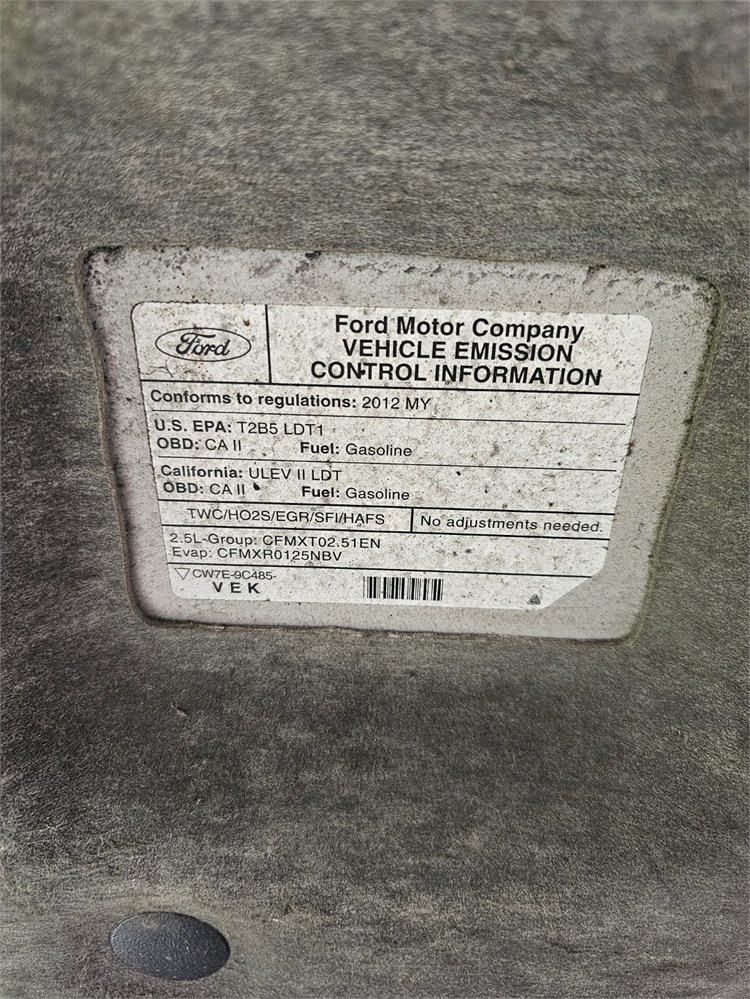 Ford
Ford Motor Company
VEHICLE EMISSION
CONTROL INFORMATION
Conforms to regulations: 2012 MY
U.S. EPA: T2B5 LDT1
OBD: CA II Fuel: Gasoline
California: ULEV II LDT
OBD: CA II Fuel: Gasoline
TWC/HO2S/EGR/SFI/HAFS No adjustments needed.
2.5L-Group: CFMXT02.51EN
Evap: CFMXR0125NBV
CW7E-9C485-
V E K